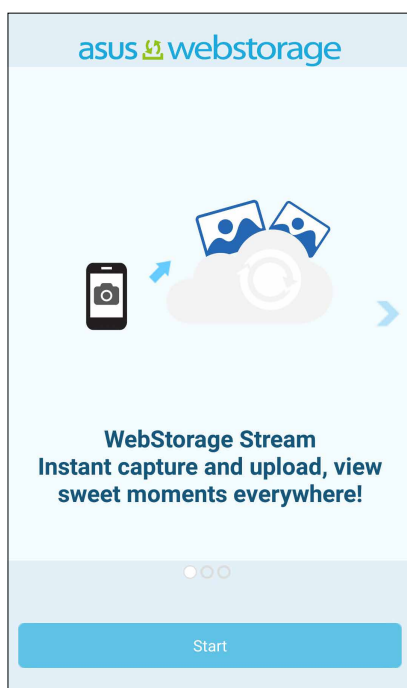 asus webstorage
WebStorage Stream
Instant capture and upload, view
sweet moments everywhere!
Start